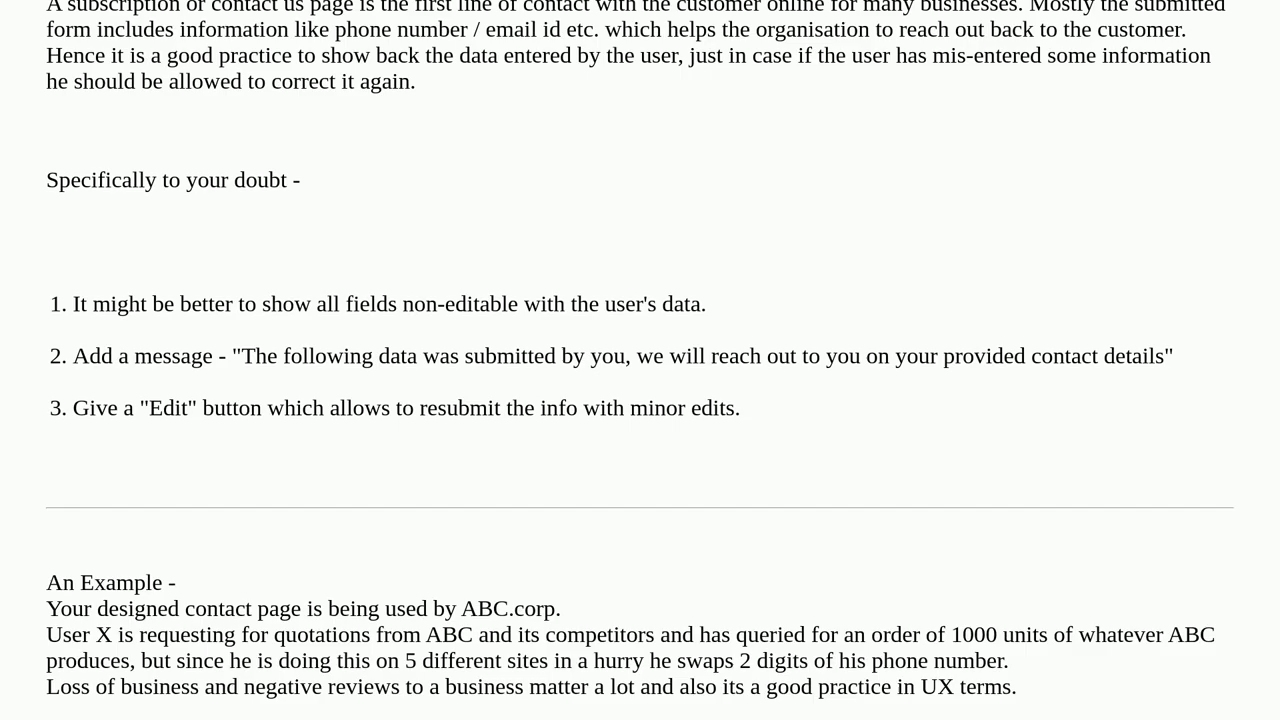 A subscription or contact us page is the first line of contact with the customer online for many businesses. Mostly the submitted
form includes information like phone number / email id etc. which helps the organisation to reach out back to the customer.
Hence it is a good practice to show back the data entered by the user, just in case if the user has mis-entered some information
he should be allowed to correct it again.
Specifically to your doubt -
1. It might be better to show all fields non-editable with the user's data.
2. Add a message - "The following data was submitted by you, we will reach out to you on your provided contact details"
3. Give a "Edit" button which allows to resubmit the info with minor edits.
An Example -
Your designed contact page is being used by ABC.corp.
User X is requesting for quotations from ABC and its competitors and has queried for an order of 1000 units of whatever ABC
produces, but since he is doing this on 5 different sites in a hurry he swaps 2 digits of his phone number.
Loss of business and negative reviews to a business matter a lot and also its a good practice in UX terms.